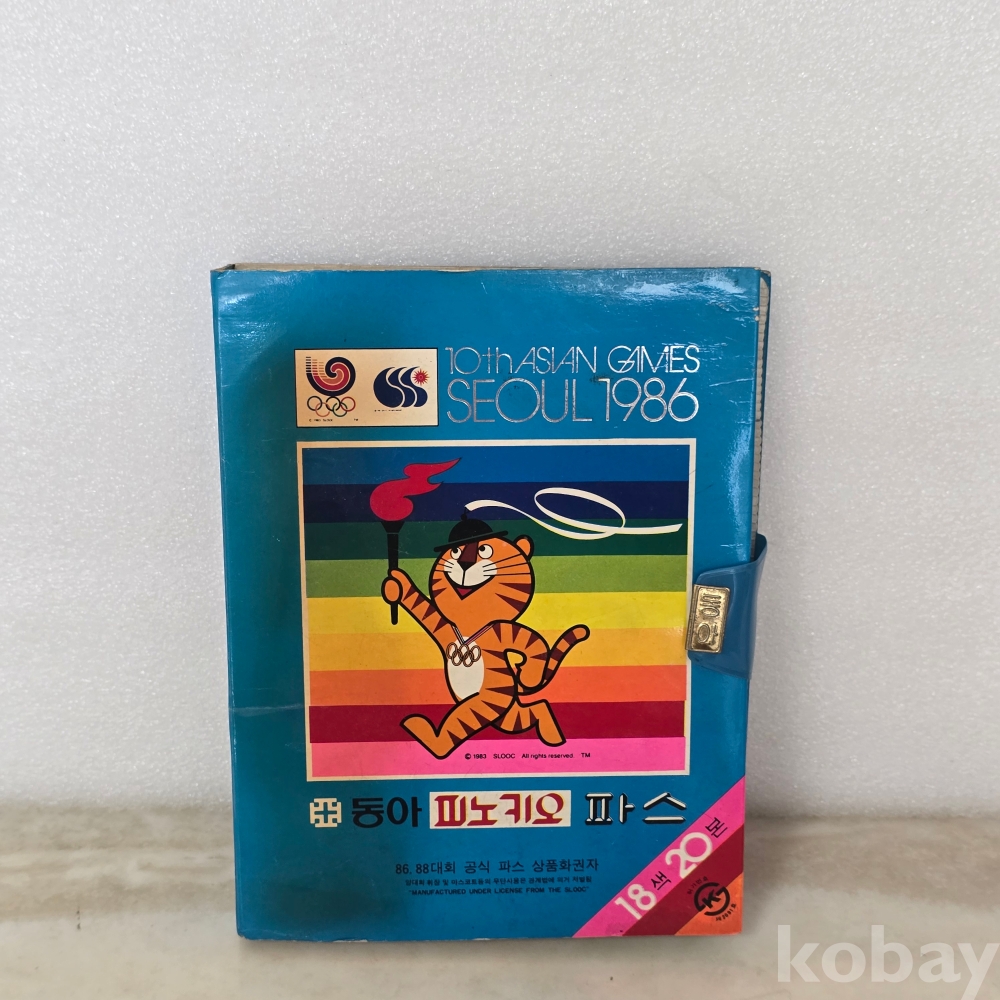 10th ASIAN GAMES
SEOUL 1986
© 1983 SLOOC All rights reserved. TM
동아 피노키오 파스
86. 88대회 공식 파스 상품화권자
"MANUFACTURED UNDER LICENSE FROM THE SLOOC"
18색 20본
kobay